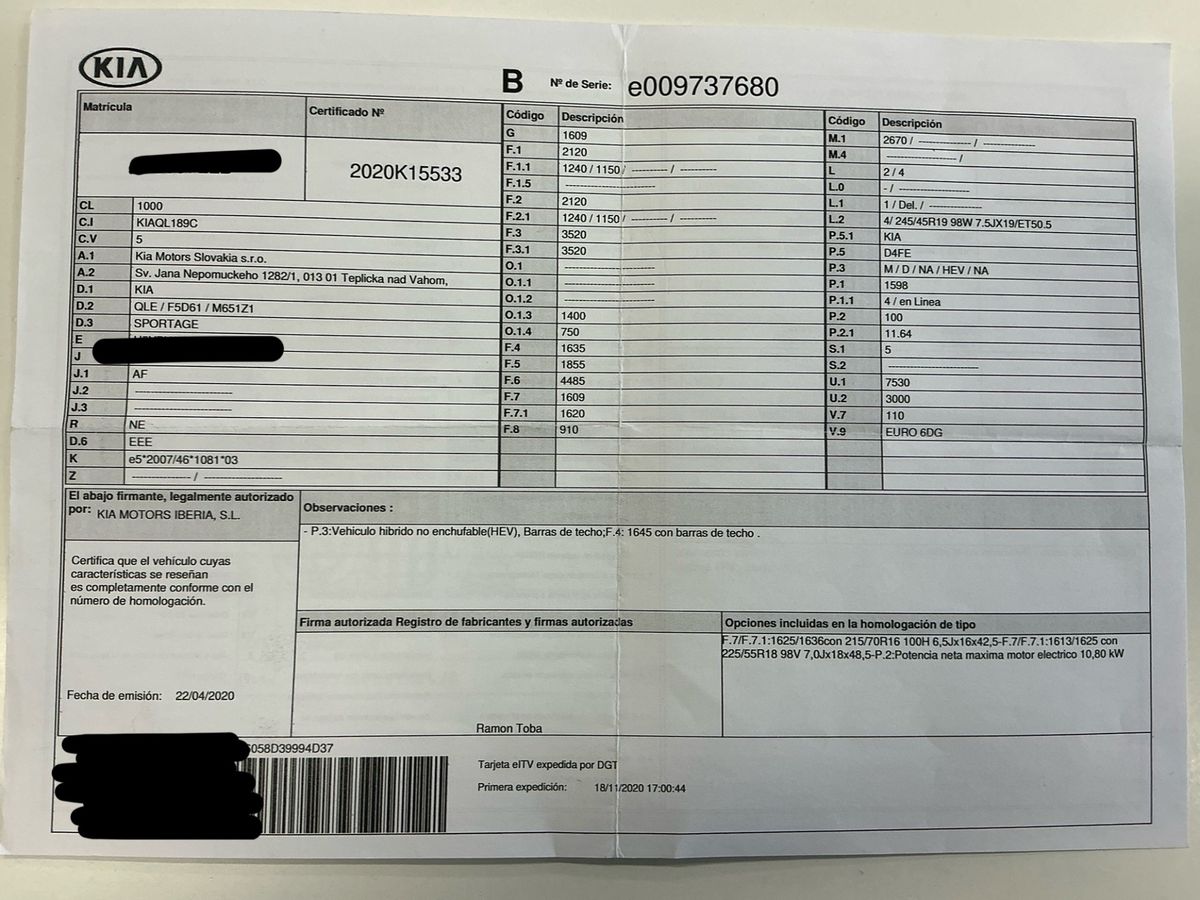 KIA
B Nº de Serie: e009737680
Matrícula
Certificado Nº
2020K15533
CL 1000
C.I KIAQL189C
C.V 5
A.1 Kia Motors Slovakia s.r.o.
A.2 Sv. Jana Nepomuckeho 1282/1, 013 01 Teplicka nad Vahom,
D.1 KIA
D.2 QLE / F5D61 / M651Z1
D.3 SPORTAGE
E
J
J.1 AF
J.2 ----------------------------
J.3 ----------------------------
R NE
D.6 EEE
K e5*2007/46*1081*03
Z ------------------ / ----------------------
Código Descripción
G 1609
F.1 2120
F.1.1 1240 / 1150 / ---------- / ----------
F.1.5 --------------------------
F.2 2120
F.2.1 1240 / 1150 / ---------- / ----------
F.3 3520
F.3.1 3520
O.1 --------------------------
O.1.1 --------------------------
O.1.2 --------------------------
O.1.3 1400
O.1.4 750
F.4 1635
F.5 1855
F.6 4485
F.7 1609
F.7.1 1620
F.8 910
Código Descripción
M.1 2670 / --------------- / ---------------
M.4 -------------------- /
L 2 / 4
L.0 - / --------------------
L.1 1 / Del. / ---------------
L.2 4/ 245/45R19 98W 7.5JX19/ET50.5
P.5.1 KIA
P.5 D4FE
P.3 M / D / NA / HEV / NA
P.1 1598
P.1.1 4 / en Linea
P.2 100
P.2.1 11.64
S.1 5
S.2 --------------------------
U.1 7530
U.2 3000
V.7 110
V.9 EURO 6DG
El abajo firmante, legalmente autorizado
por: KIA MOTORS IBERIA, S.L.
Certifica que el vehículo cuyas
características se reseñan
es completamente conforme con el
número de homologación.
Fecha de emisión: 22/04/2020
Observaciones :
- P.3:Vehiculo hibrido no enchufable(HEV), Barras de techo;F.4: 1645 con barras de techo .
Firma autorizada Registro de fabricantes y firmas autorizadas
Ramon Toba
Opciones incluidas en la homologación de tipo
F.7/F.7.1:1625/1636con 215/70R16 100H 6,5Jx16x42,5-F.7/F.7.1:1613/1625 con
225/55R18 98V 7,0Jx18x48,5-P.2:Potencia neta maxima motor electrico 10,80 kW
058D39994D37
Tarjeta eITV expedida por DGT
Primera expedición: 18/11/2020 17:00:44